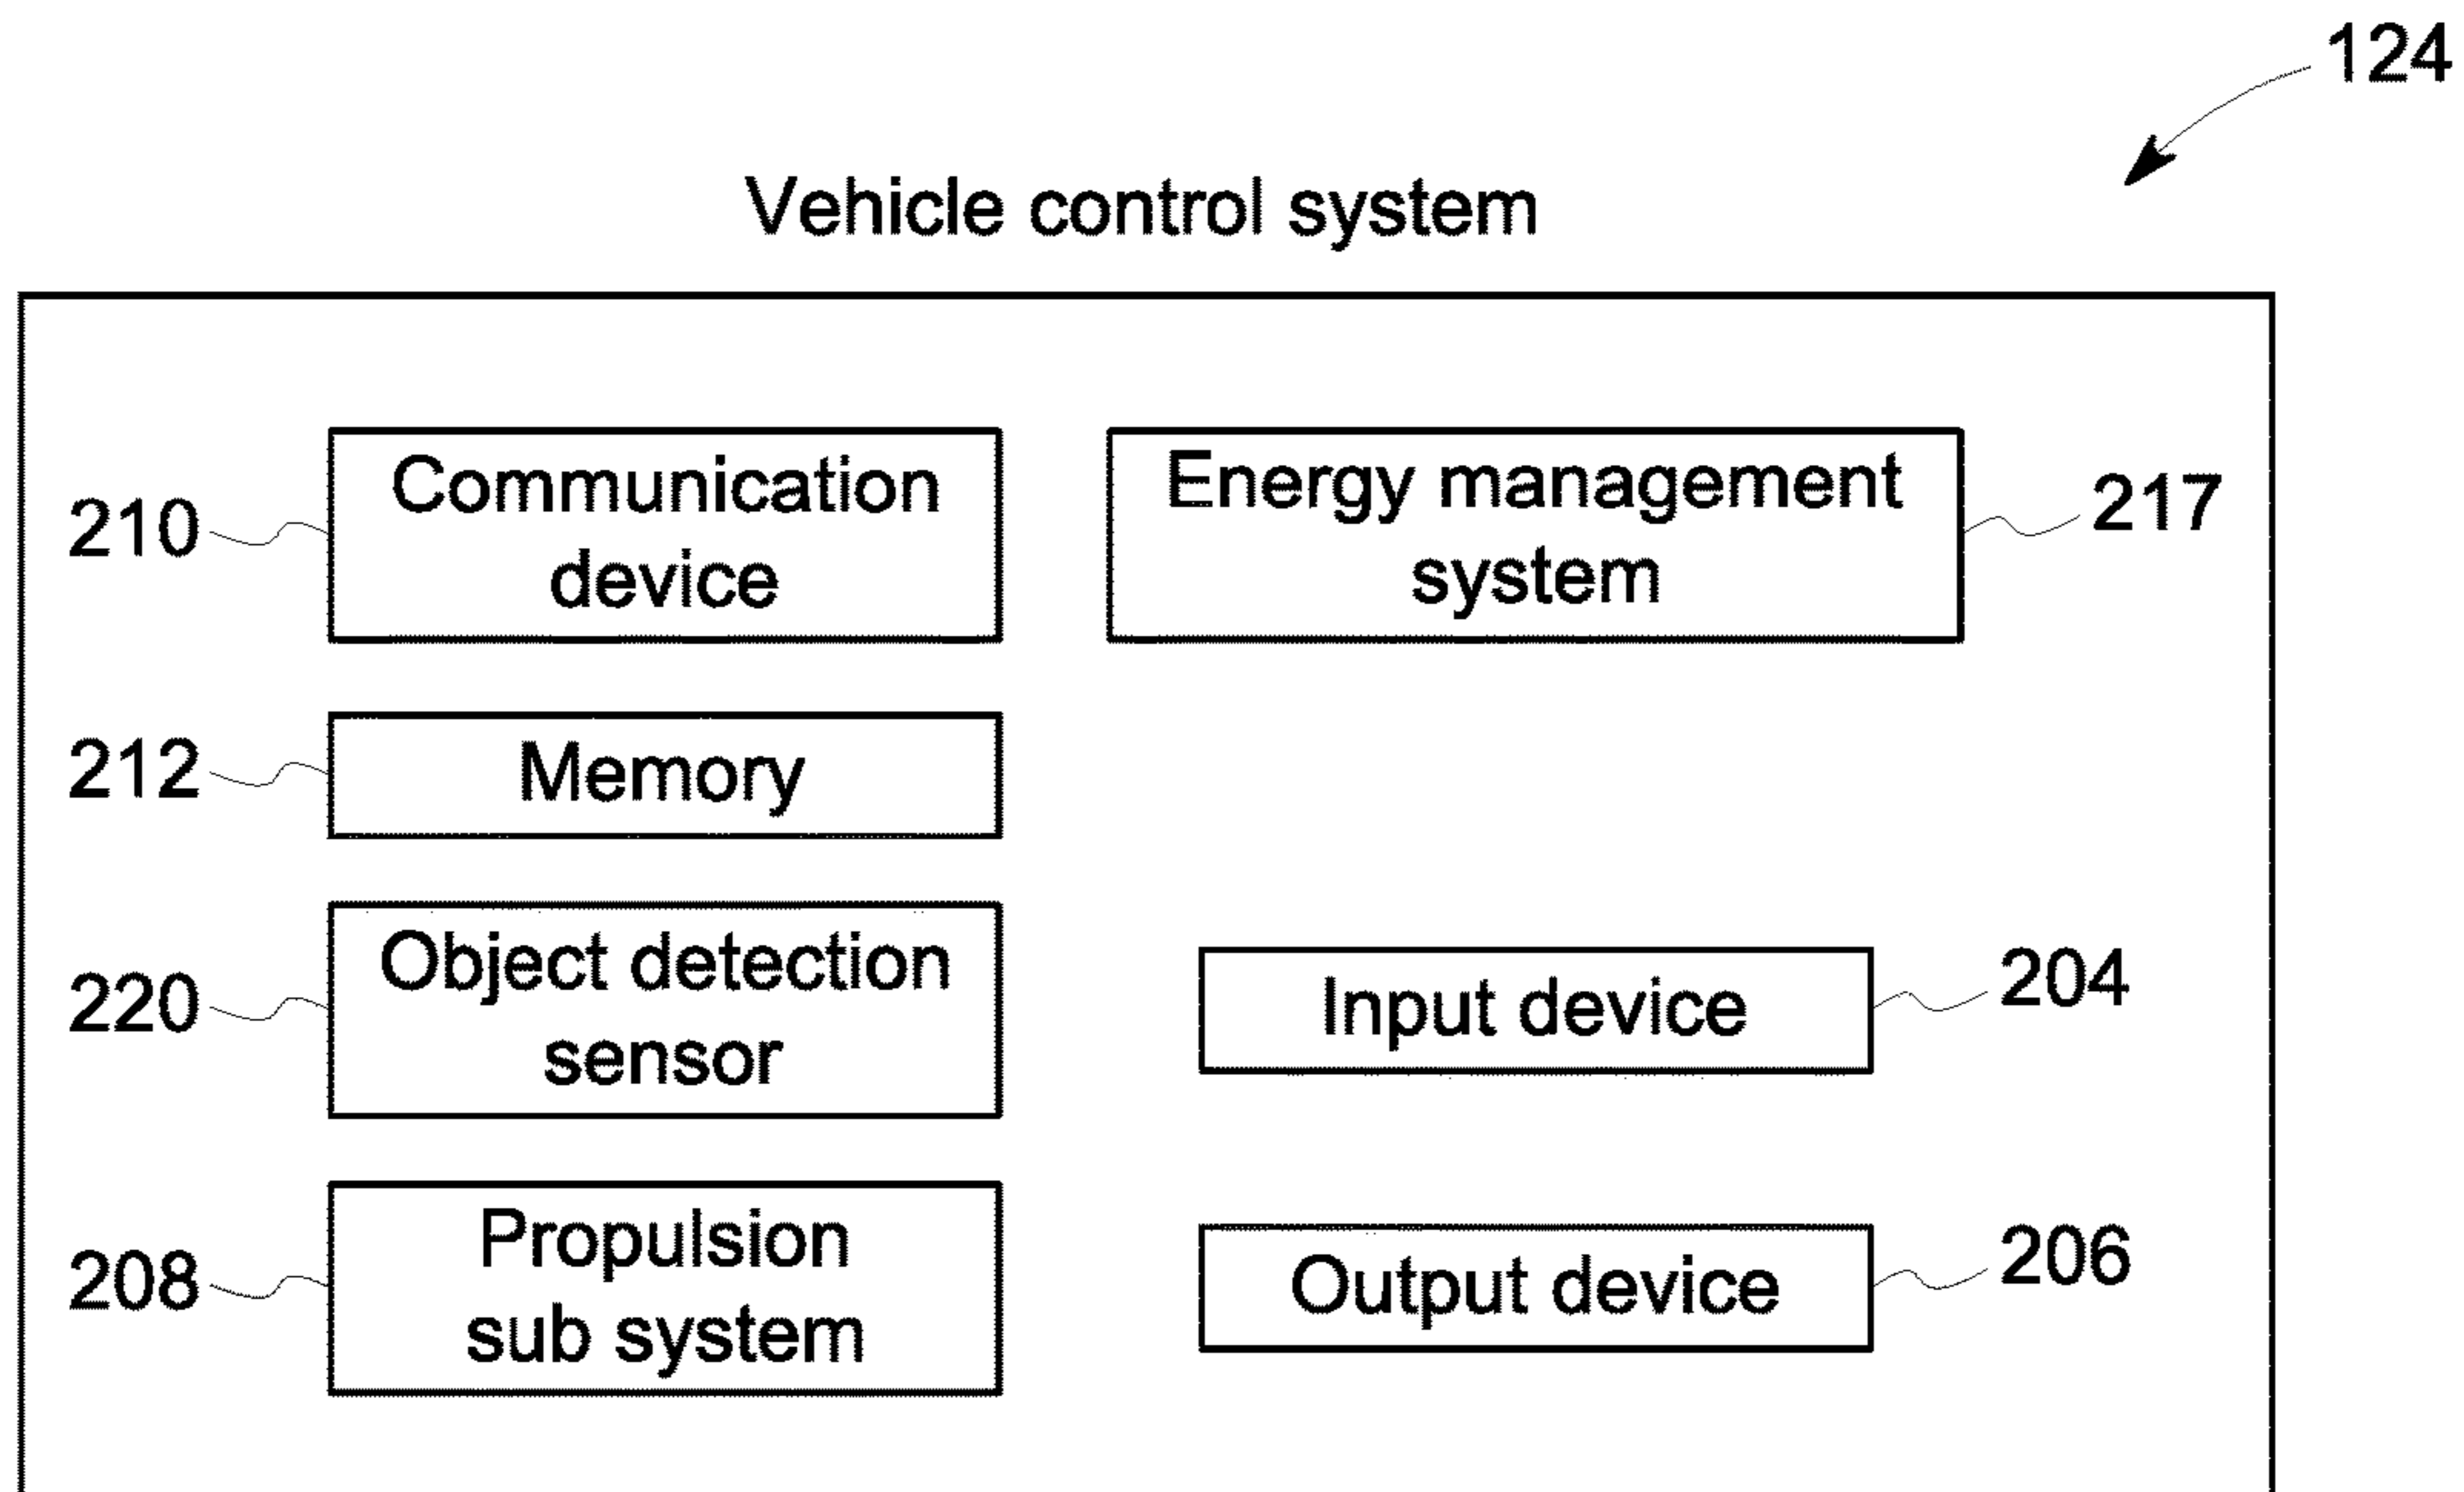 124
Vehicle control system
210
Communication
device
Energy management
system
217
212
Memory
220
Object detection
sensor
Input device
204
208
Propulsion
sub system
Output device
206